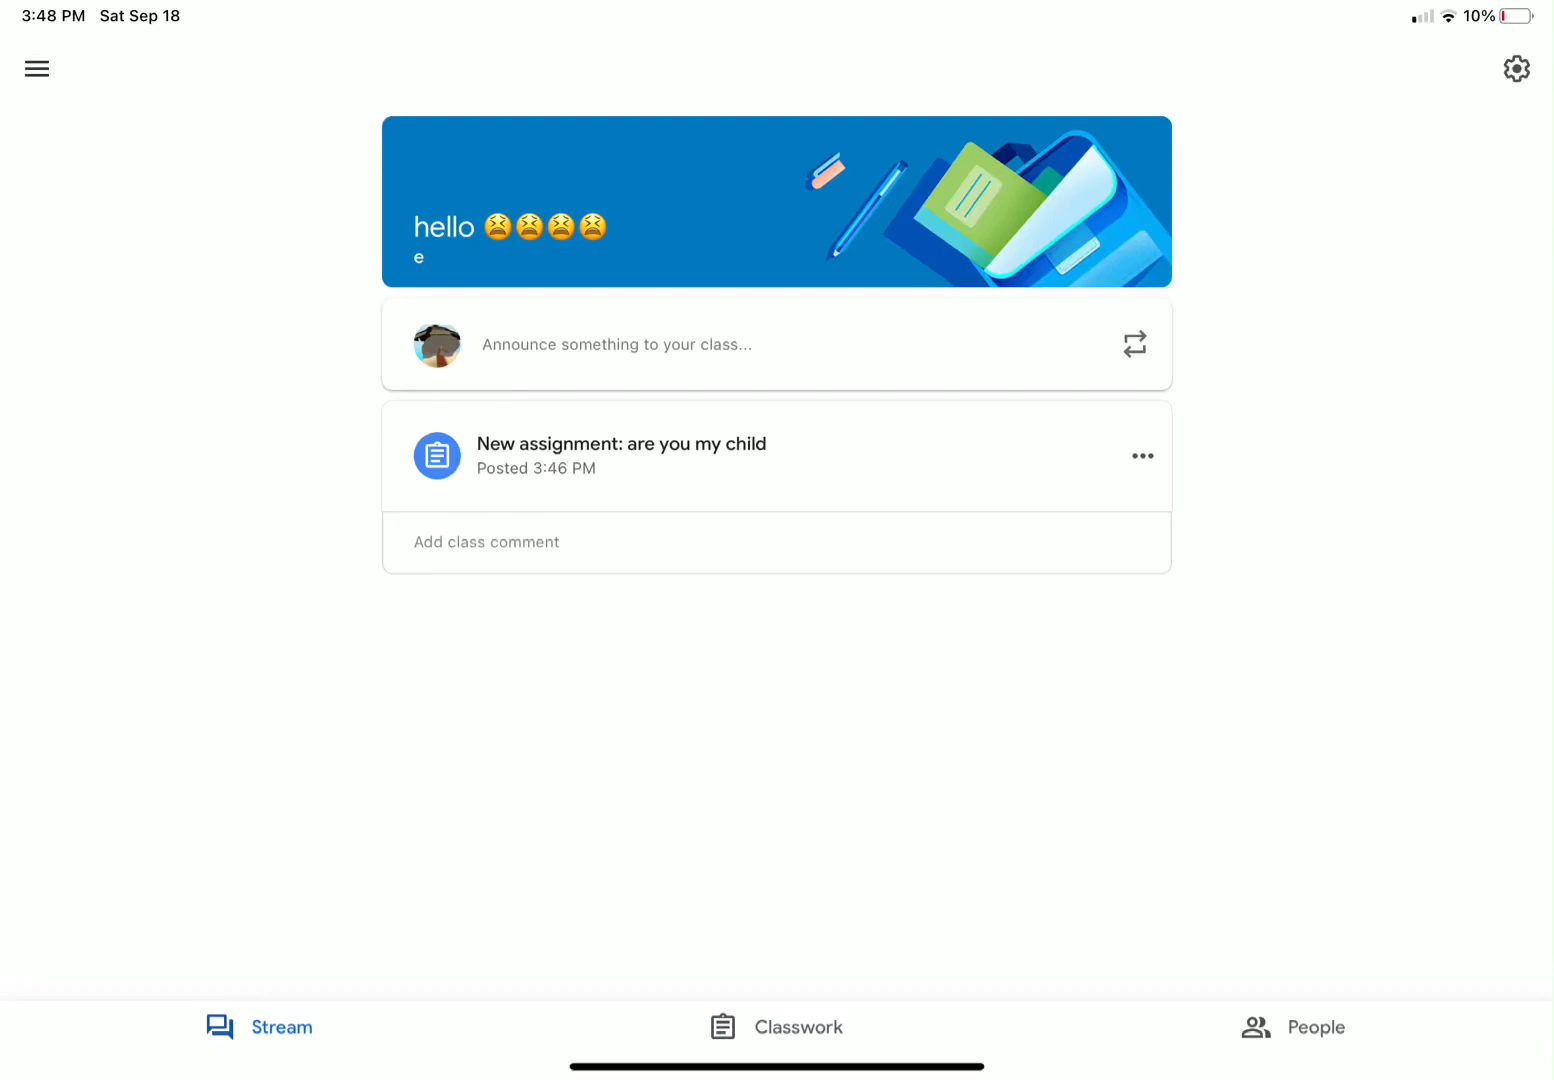 3:48 PM Sat Sep 18
10%
hello 😫😫😫😫
e
Announce something to your class...
New assignment: are you my child
Posted 3:46 PM
Add class comment
Stream
Classwork
People